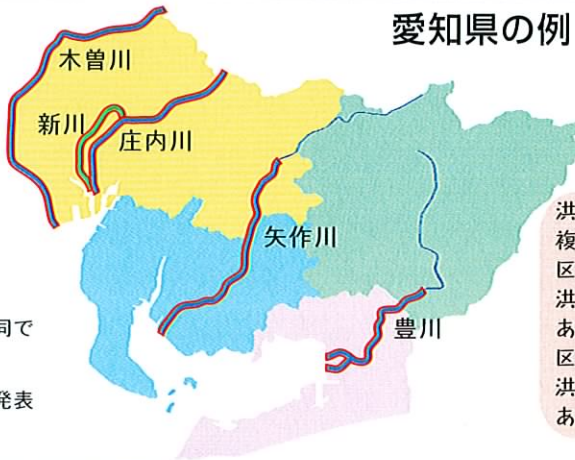 愛知県の例
木曽川
新川
庄内川
矢作川
豊川
同で
発表
洪
複
区
洪
あ
区
洪
あ